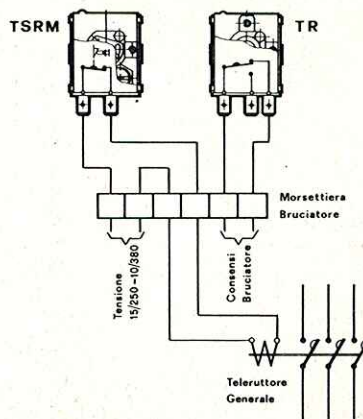 TSRM
TR
Morsettiera
Bruciatore
Tensione
15/250-10/380
Consensi
Bruciatore
Teleruttore
Generale